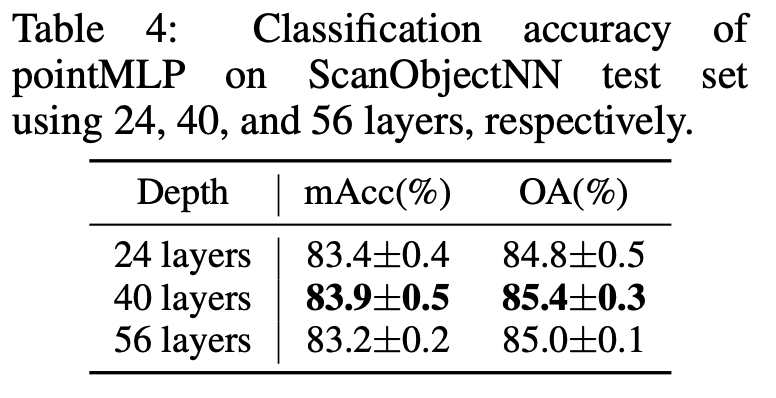 Table 4: Classification accuracy of
pointMLP on ScanObjectNN test set
using 24, 40, and 56 layers, respectively.
Depth mAcc(%) OA(%)
24 layers 83.4±0.4 84.8±0.5
40 layers 83.9±0.5 85.4±0.3
56 layers 83.2±0.2 85.0±0.1